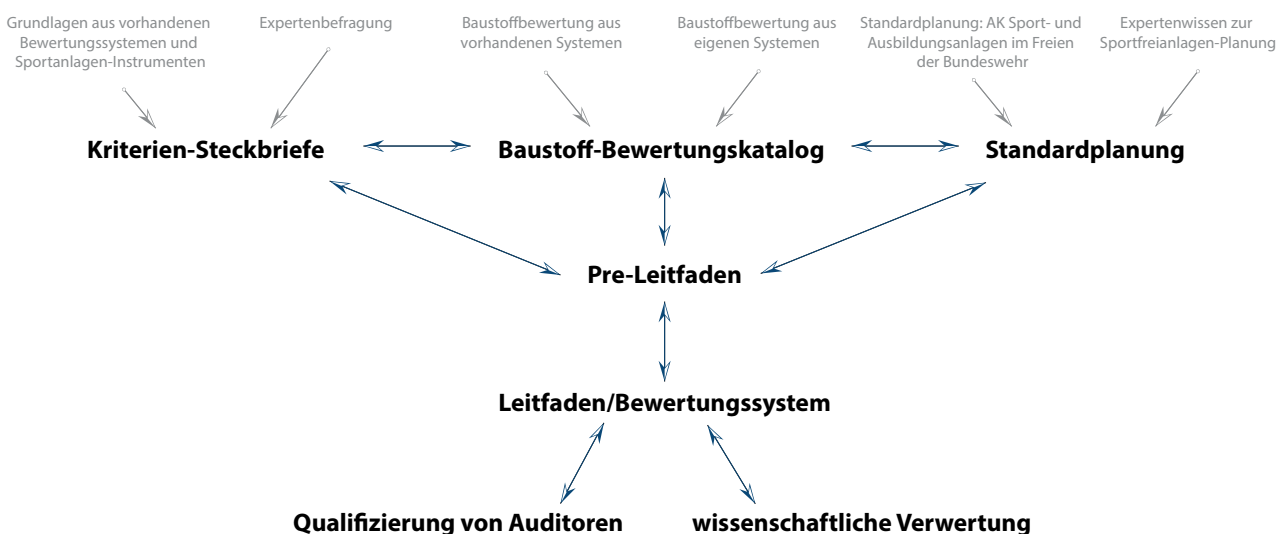 Grundlagen aus vorhandenen
Bewertungssystemen und
Sportanlagen-Instrumenten
Expertenbefragung
Baustoffbewertung aus
vorhandenen Systemen
Baustoffbewertung aus
eigenen Systemen
Standardplanung: AK Sport- und
Ausbildungsanlagen im Freien
der Bundeswehr
Expertenwissen zur
Sportfreianlagen-Planung
Kriterien-Steckbriefe
Baustoff-Bewertungskatalog
Standardplanung
Pre-Leitfaden
Leitfaden/Bewertungssystem
Qualifizierung von Auditoren
wissenschaftliche Verwertung